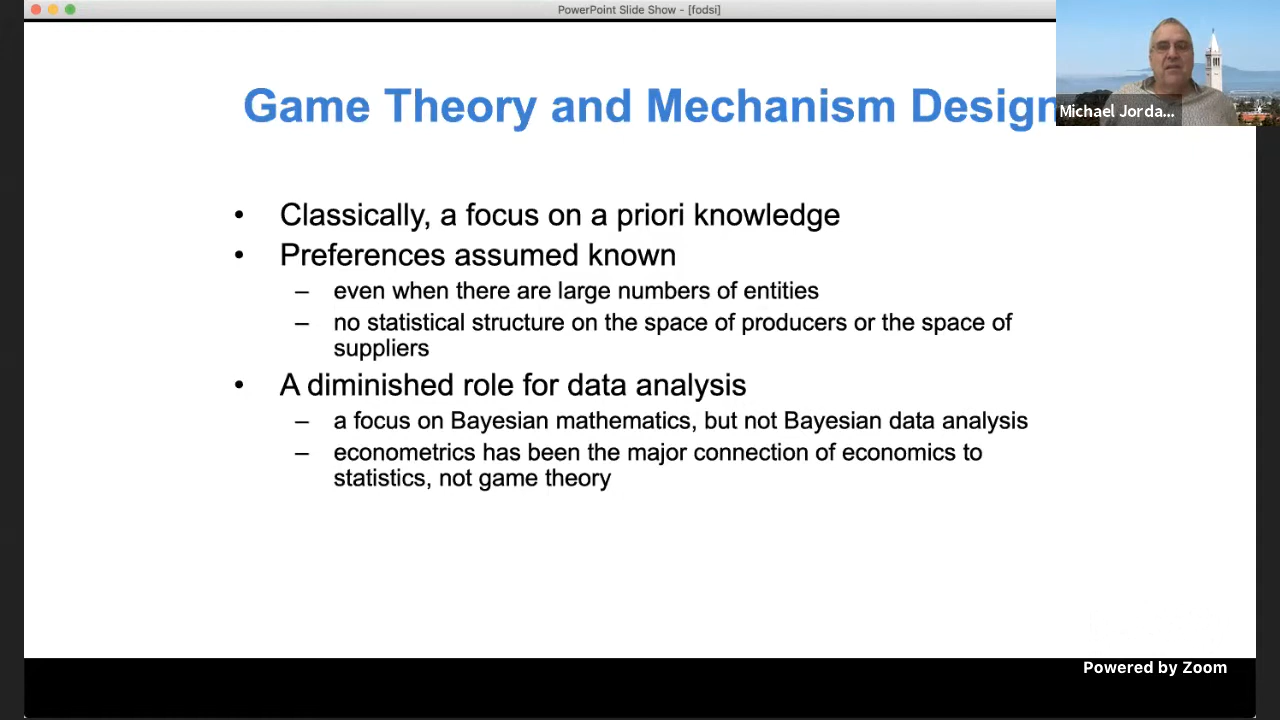 PowerPoint Slide Show - [fodsi]
Game Theory and Mechanism Design
Michael Jorda...
• Classically, a focus on a priori knowledge
• Preferences assumed known
– even when there are large numbers of entities
– no statistical structure on the space of producers or the space of
suppliers
• A diminished role for data analysis
– a focus on Bayesian mathematics, but not Bayesian data analysis
– econometrics has been the major connection of economics to
statistics, not game theory
Powered by Zoom